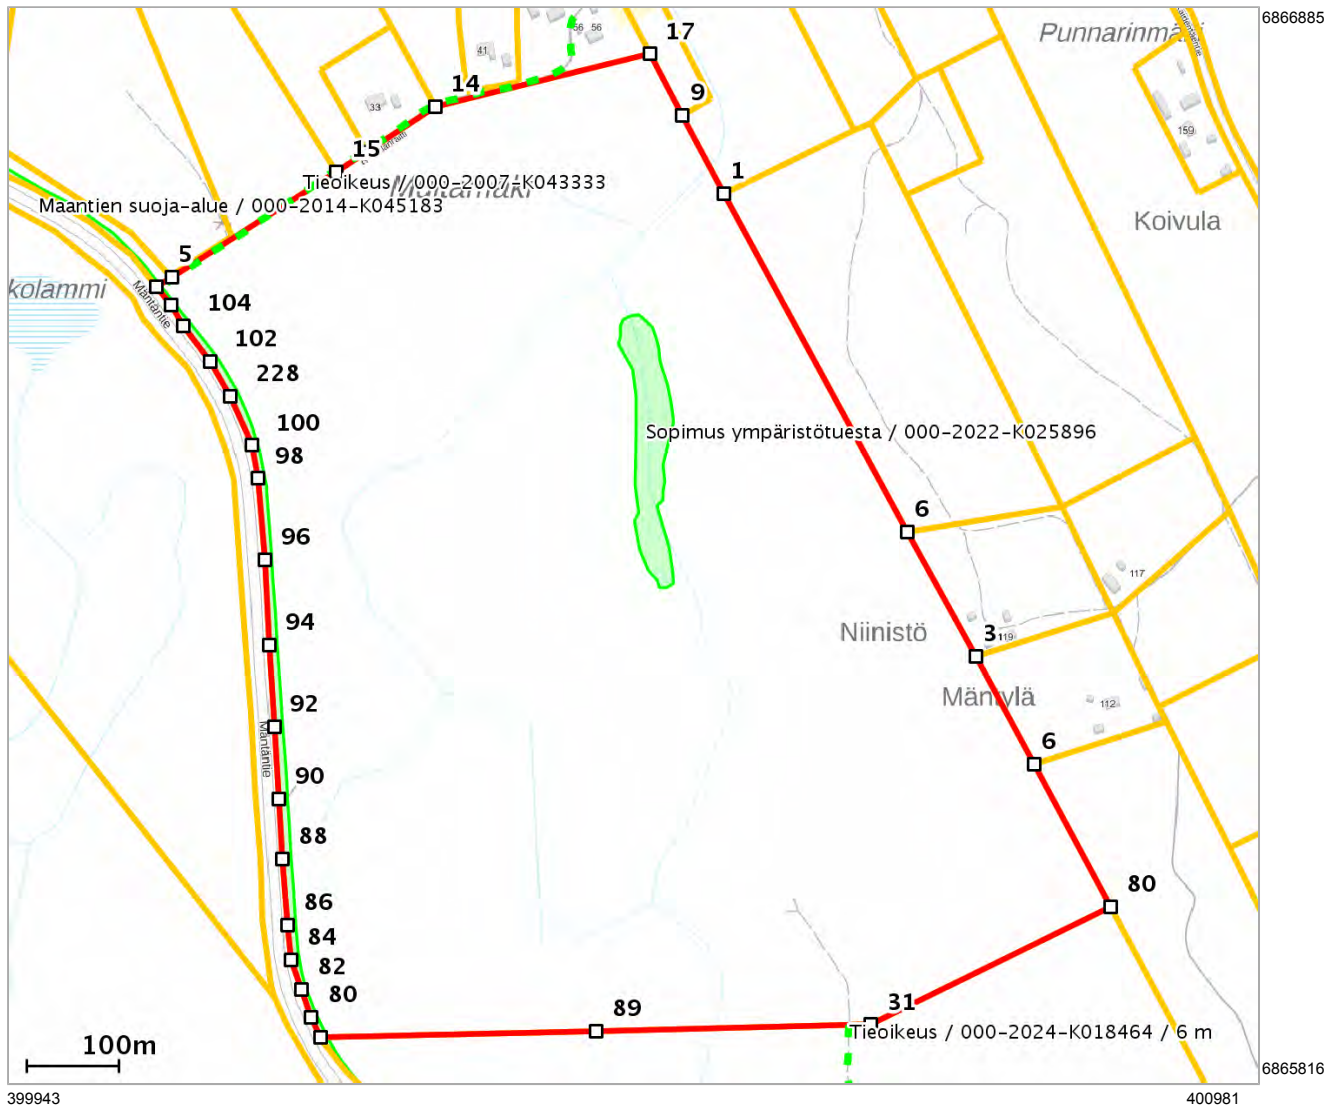 6866885
Punnarinmäki
17
56 56
41
14
9
33
159
15
1
Tieoikeus / 000-2007-K043333
Multamäki
Maantien suoja-alue / 000-2014-K045183
Koivula
5
kolammi
Mäntäntie
104
102
228
100
Sopimus ympäristötuesta / 000-2022-K025896
98
6
96
117
94
Niinistö
3
119
92
Mäntylä
112
Mäntäntie
6
90
88
80
86
84
82
80
31
89
Tieoikeus / 000-2024-K018464 / 6 m
100m
6865816
399943
400981